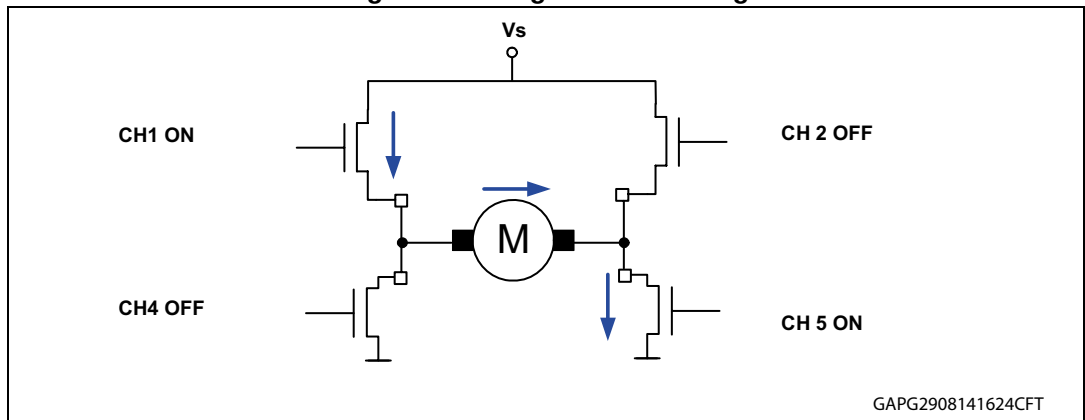 Vs
CH1 ON
CH 2 OFF
M
CH4 OFF
CH 5 ON
GAPG2908141624CFT